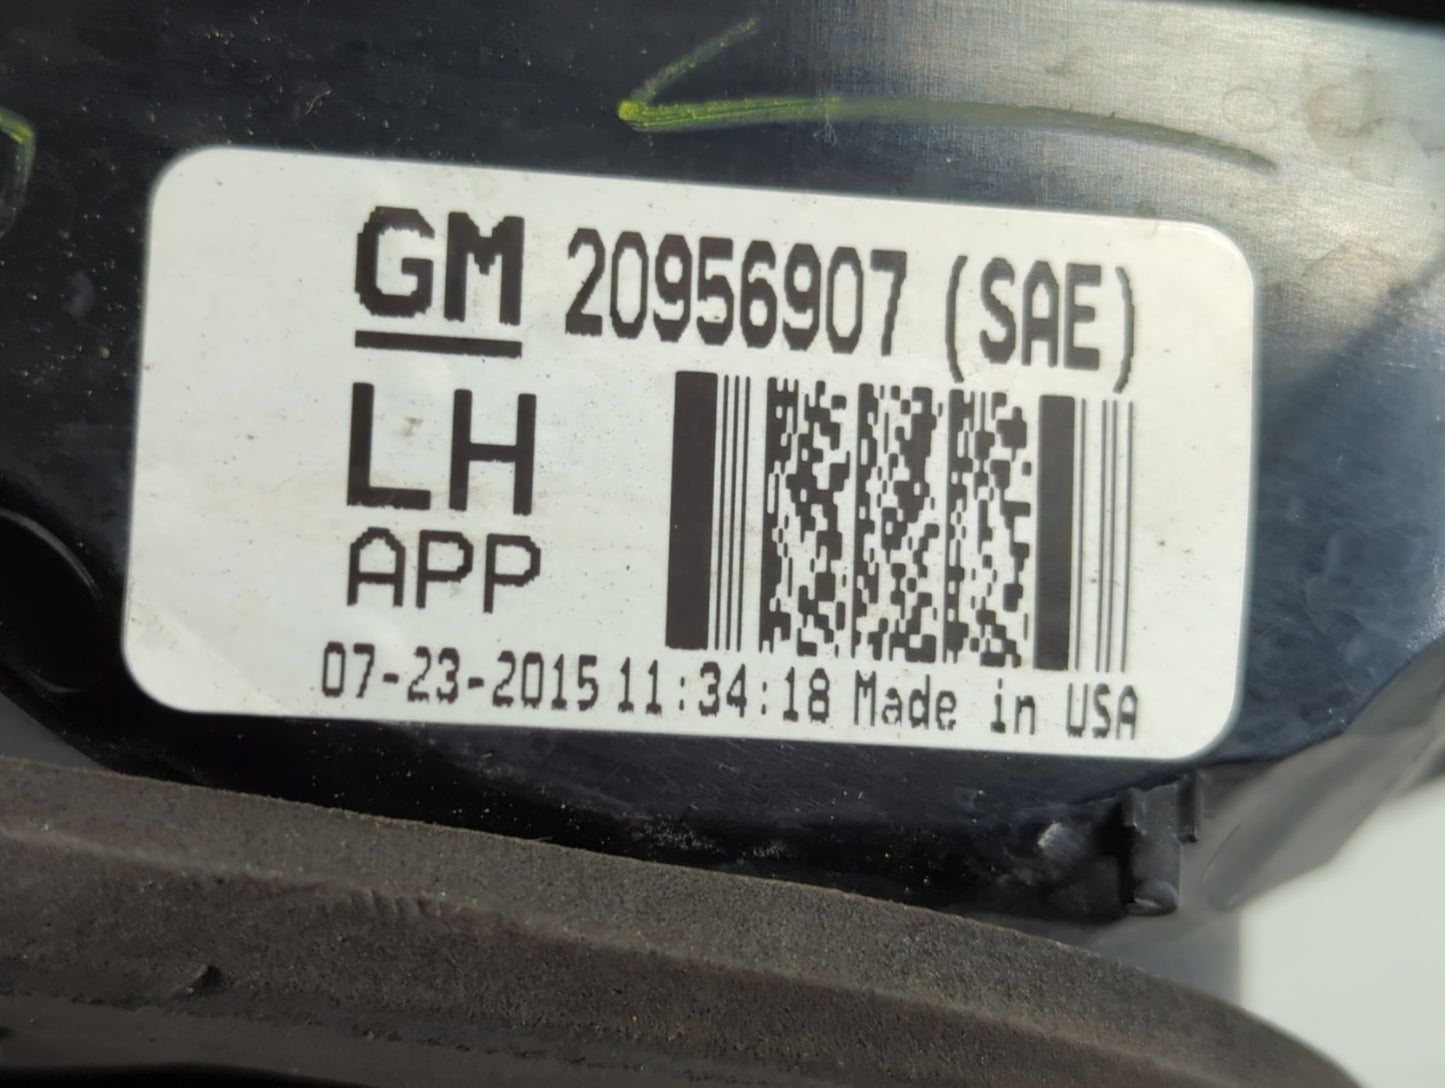 GM 20956907 (SAE)
LH
APP
07-23-2015 11:34:18 Made in USA